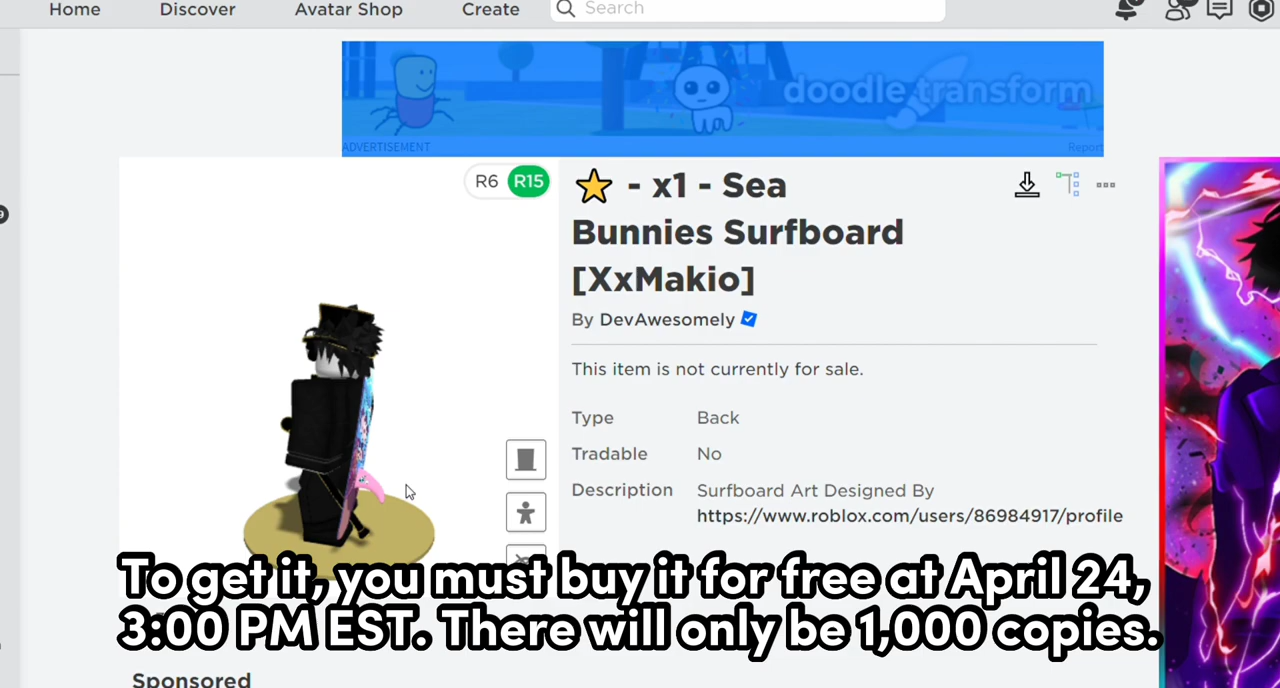 Home Discover Avatar Shop Create Search
doodle transform
ADVERTISEMENT Report
R6 R15
- x1 - Sea
Bunnies Surfboard
[XxMakio]
By DevAwesomely
This item is not currently for sale.
Type Back
Tradable No
Description Surfboard Art Designed By
https://www.roblox.com/users/86984917/profile
To get it, you must buy it for free at April 24,
3:00 PM EST. There will only be 1,000 copies.
Sponsored